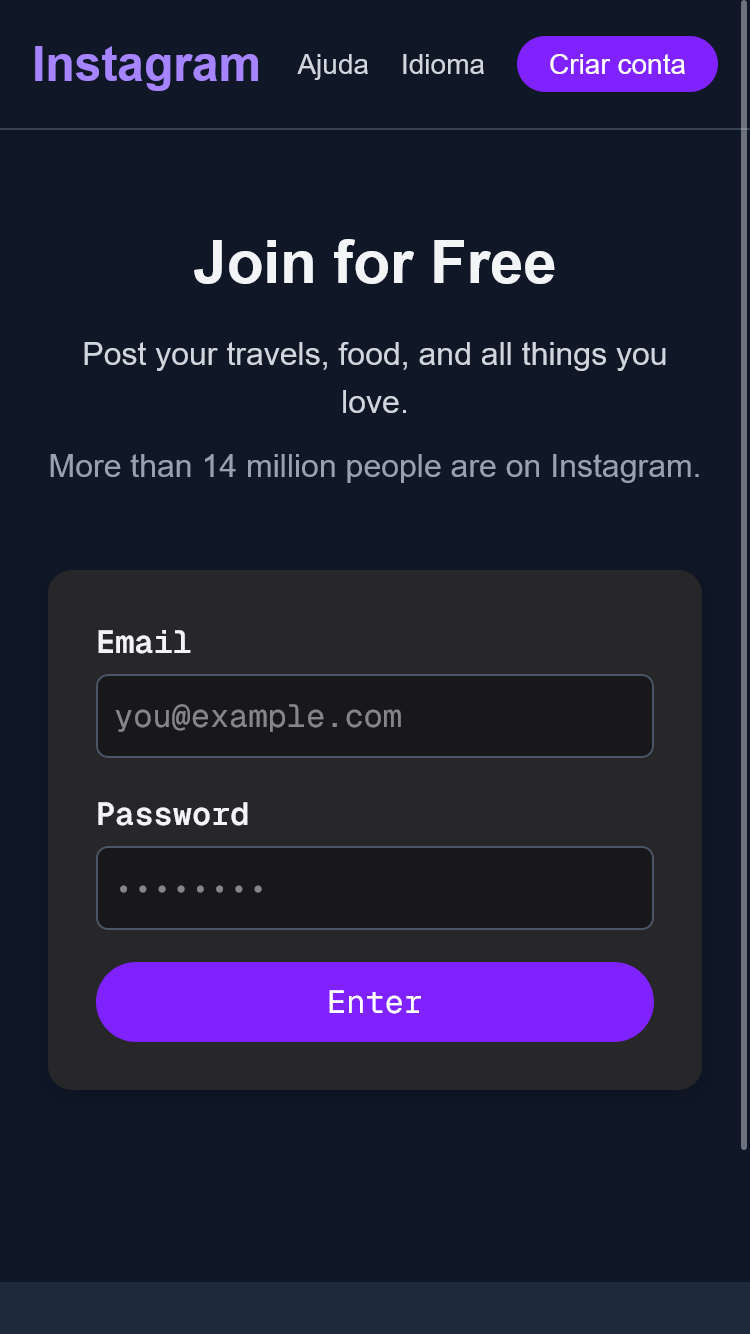 Instagram
Ajuda
Idioma
Criar conta
Join for Free
Post your travels, food, and all things you
love.
More than 14 million people are on Instagram.
Email
you@example.com
Password
••••••••
Enter